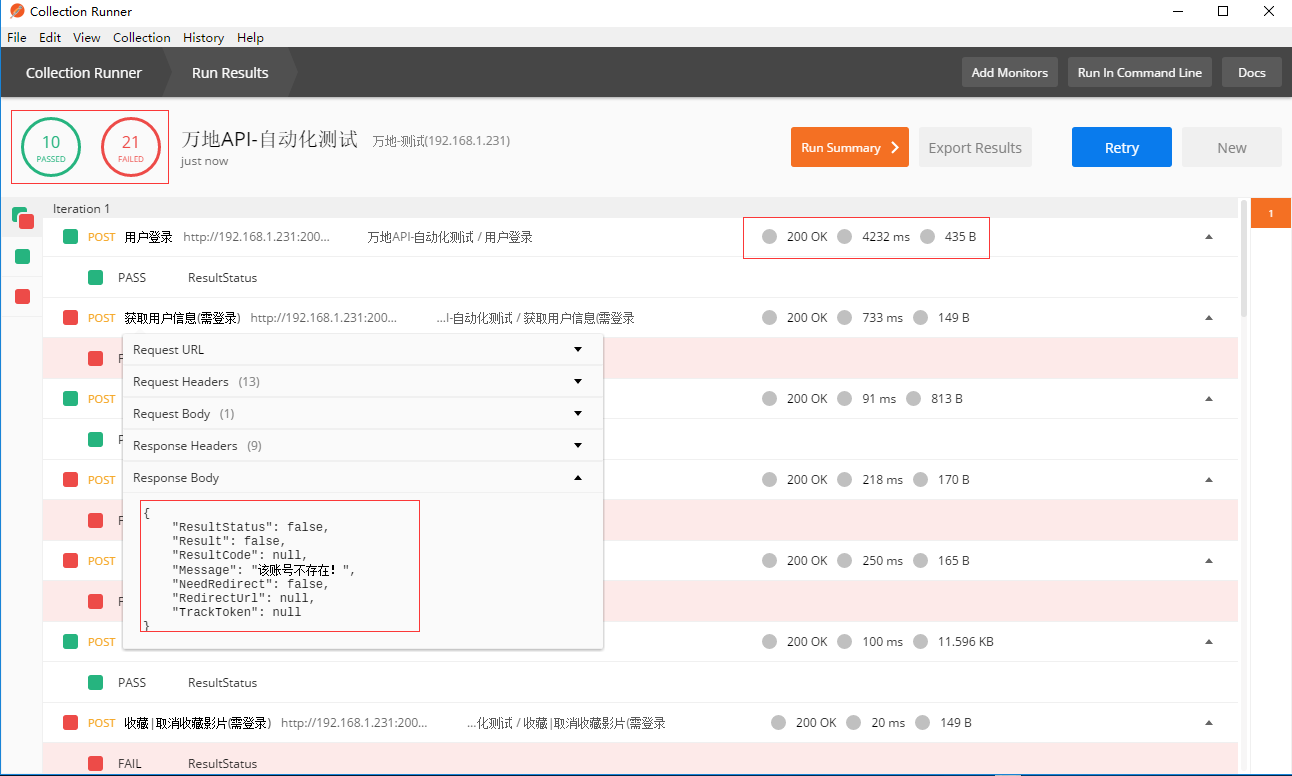 Collection Runner
File Edit View Collection History Help
Collection Runner Run Results Add Monitors Run In Command Line Docs
10 PASSED 21 FAILED
万地API-自动化测试 万地-测试(192.168.1.231)
just now
Run Summary Export Results Retry New
Iteration 1
1
POST 用户登录 http://192.168.1.231:200... 万地API-自动化测试 / 用户登录 200 OK 4232 ms 435 B
PASS ResultStatus
POST 获取用户信息(需登录) http://192.168.1.231:200... ...I-自动化测试 / 获取用户信息(需登录 200 OK 733 ms 149 B
Request URL
F
Request Headers (13)
POST 200 OK 91 ms 813 B
Request Body (1)
Response Headers (9)
Response Body
POST 200 OK 218 ms 170 B
{
"ResultStatus": false,
"Result": false,
"ResultCode": null,
POST 200 OK 250 ms 165 B
"Message": "该账号不存在！",
"NeedRedirect": false,
"RedirectUrl": null,
"TrackToken": null
}
POST 200 OK 100 ms 11.596 KB
PASS ResultStatus
POST 收藏|取消收藏影片(需登录) http://192.168.1.231:200... ...化测试 / 收藏|取消收藏影片(需登录 200 OK 20 ms 149 B
FAIL ResultStatus